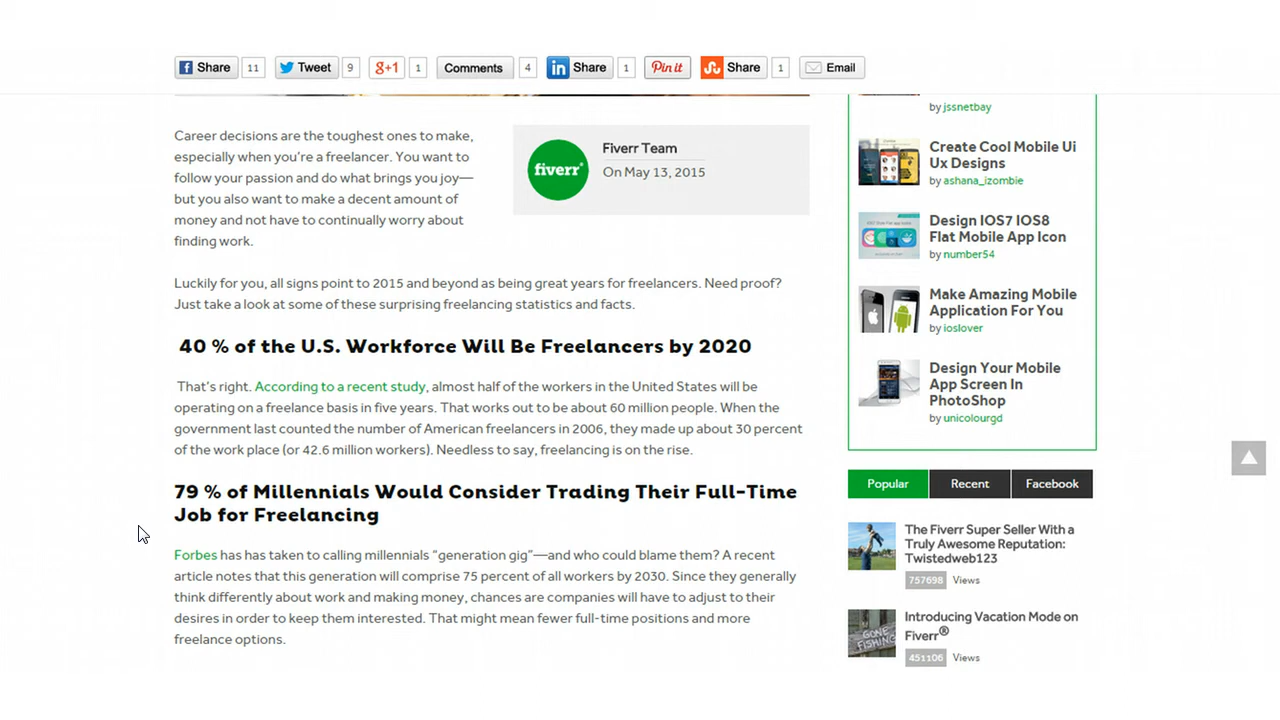 Share 11 Tweet 9 g+1 1 Comments 4 in Share 1 Pin it Share 1 Email
Career decisions are the toughest ones to make,
especially when you're a freelancer. You want to
follow your passion and do what brings you joy—
but you also want to make a decent amount of
money and not have to continually worry about
finding work.
fiverr®
Fiverr Team
On May 13, 2015
Luckily for you, all signs point to 2015 and beyond as being great years for freelancers. Need proof?
Just take a look at some of these surprising freelancing statistics and facts.
40 % of the U.S. Workforce Will Be Freelancers by 2020
That's right. According to a recent study, almost half of the workers in the United States will be
operating on a freelance basis in five years. That works out to be about 60 million people. When the
government last counted the number of American freelancers in 2006, they made up about 30 percent
of the work place (or 42.6 million workers). Needless to say, freelancing is on the rise.
79 % of Millennials Would Consider Trading Their Full-Time
Job for Freelancing
Forbes has has taken to calling millennials "generation gig"—and who could blame them? A recent
article notes that this generation will comprise 75 percent of all workers by 2030. Since they generally
think differently about work and making money, chances are companies will have to adjust to their
desires in order to keep them interested. That might mean fewer full-time positions and more
freelance options.
by jssnetbay
Create Cool Mobile Ui
Ux Designs
by ashana_izombie
Design IOS7 IOS8
Flat Mobile App Icon
by number54
Make Amazing Mobile
Application For You
by ioslover
Design Your Mobile
App Screen In
PhotoShop
by unicolourgd
Popular Recent Facebook
The Fiverr Super Seller With a
Truly Awesome Reputation:
Twistedweb123
757698 Views
GONE
FISHING
Introducing Vacation Mode on
Fiverr®
451106 Views